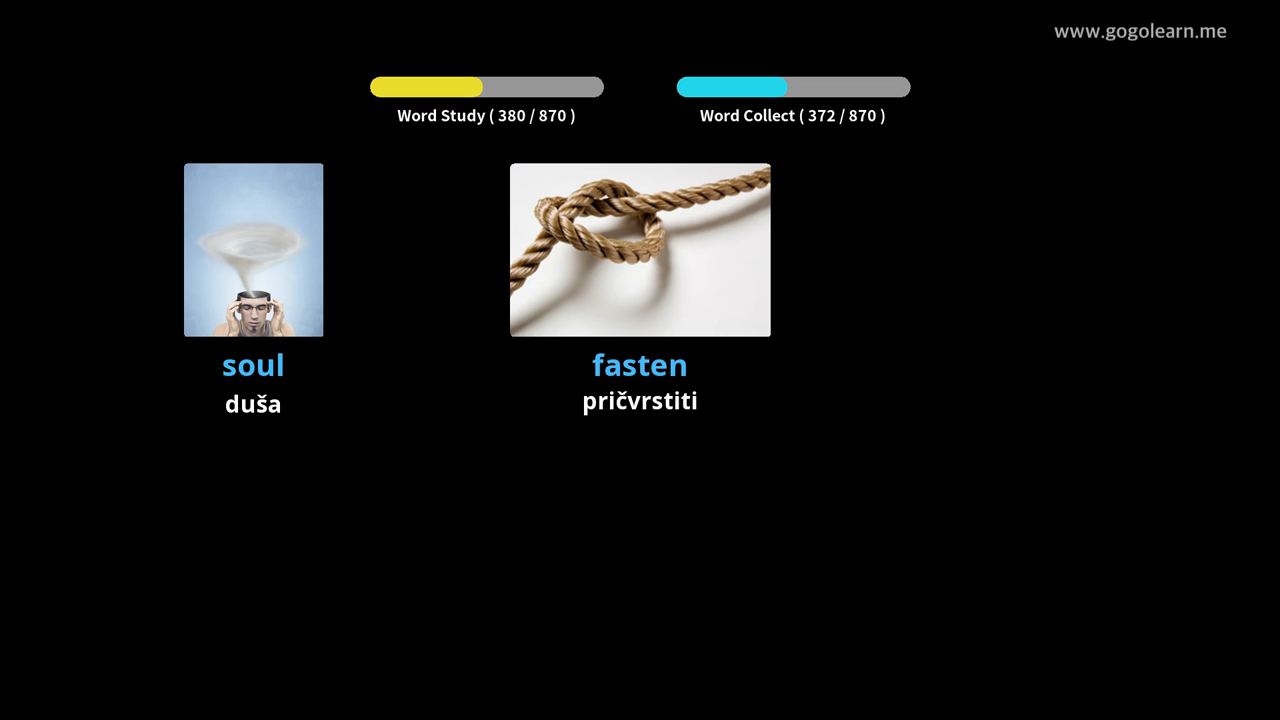 www.gogolearn.me
Word Study ( 380 / 870 )
Word Collect ( 372 / 870 )
soul
duša
fasten
pričvrstiti